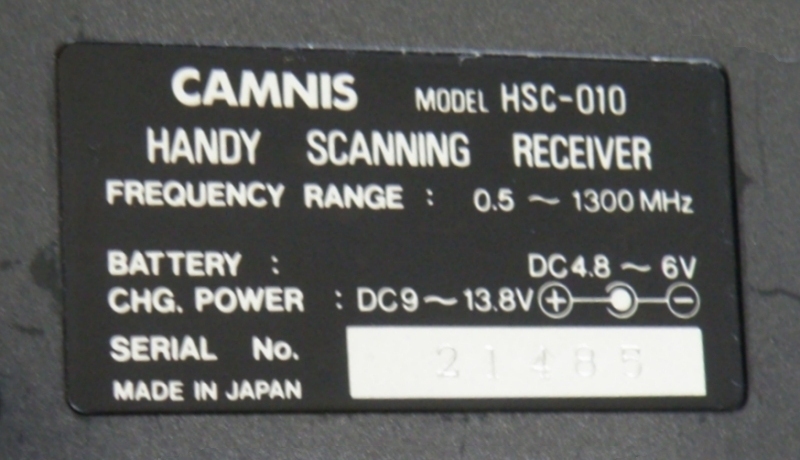 CAMNIS MODEL HSC-010
HANDY SCANNING RECEIVER
FREQUENCY RANGE : 0.5 ~ 1300 MHz
BATTERY : DC4.8 ~ 6V
CHG. POWER : DC9 ~ 13.8V
SERIAL No. 21485
MADE IN JAPAN